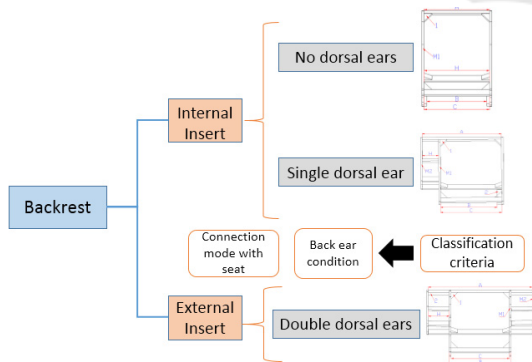 No dorsal ears
Internal
Insert
Single dorsal ear
Backrest
Connection
mode with
seat
Back ear
condition
Classification
criteria
External
Insert
Double dorsal ears